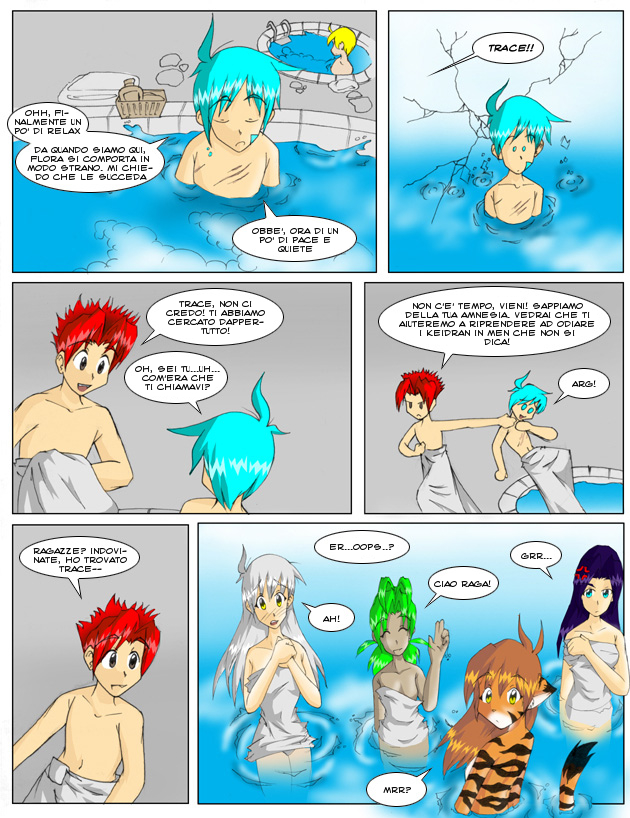 OHH, FI-
NALMENTE UN
PO' DI RELAX
DA QUANDO SIAMO QUI,
FLORA SI COMPORTA IN
MODO STRANO. MI CHIE-
DO CHE LE SUCCEDA
OBBE', ORA DI UN
PO' DI PACE E
QUIETE
TRACE!!
TRACE, NON CI
CREDO! TI ABBIAMO
CERCATO DAPPER-
TUTTO!
OH, SEI TU...UH...
COM'ERA CHE
TI CHIAMAVI?
NON C'E' TEMPO, VIENI! SAPPIAMO
DELLA TUA AMNESIA. VEDRAI CHE TI
AIUTEREMO A RIPRENDERE AD ODIARE
I KEIDRAN IN MEN CHE NON SI
DICA!
ARG!
RAGAZZE? INDOVI-
NATE, HO TROVATO
TRACE--
ER...OOPS..?
AH!
CIAO RAGA!
GRR...
MRR?